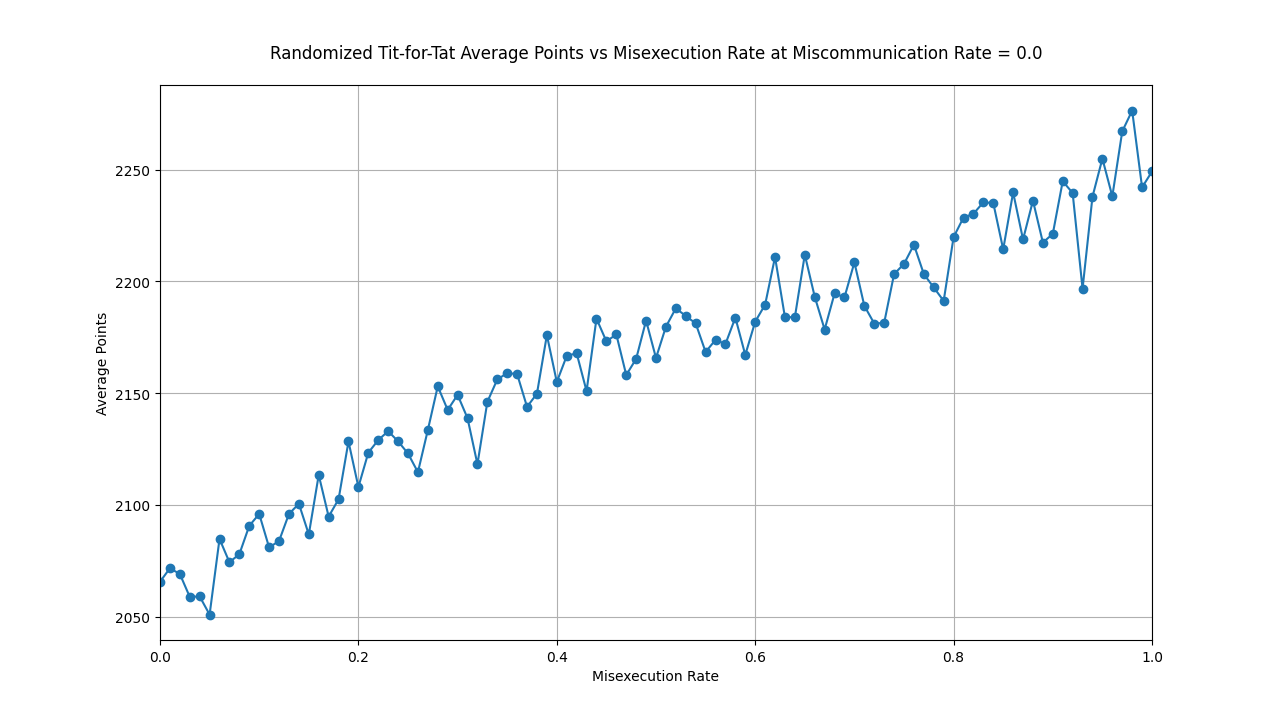 Randomized Tit-for-Tat Average Points vs Misexecution Rate at Miscommunication Rate = 0.0
Average Points
2250
2200
2150
2100
2050
0.0 0.2 0.4 0.6 0.8 1.0
Misexecution Rate